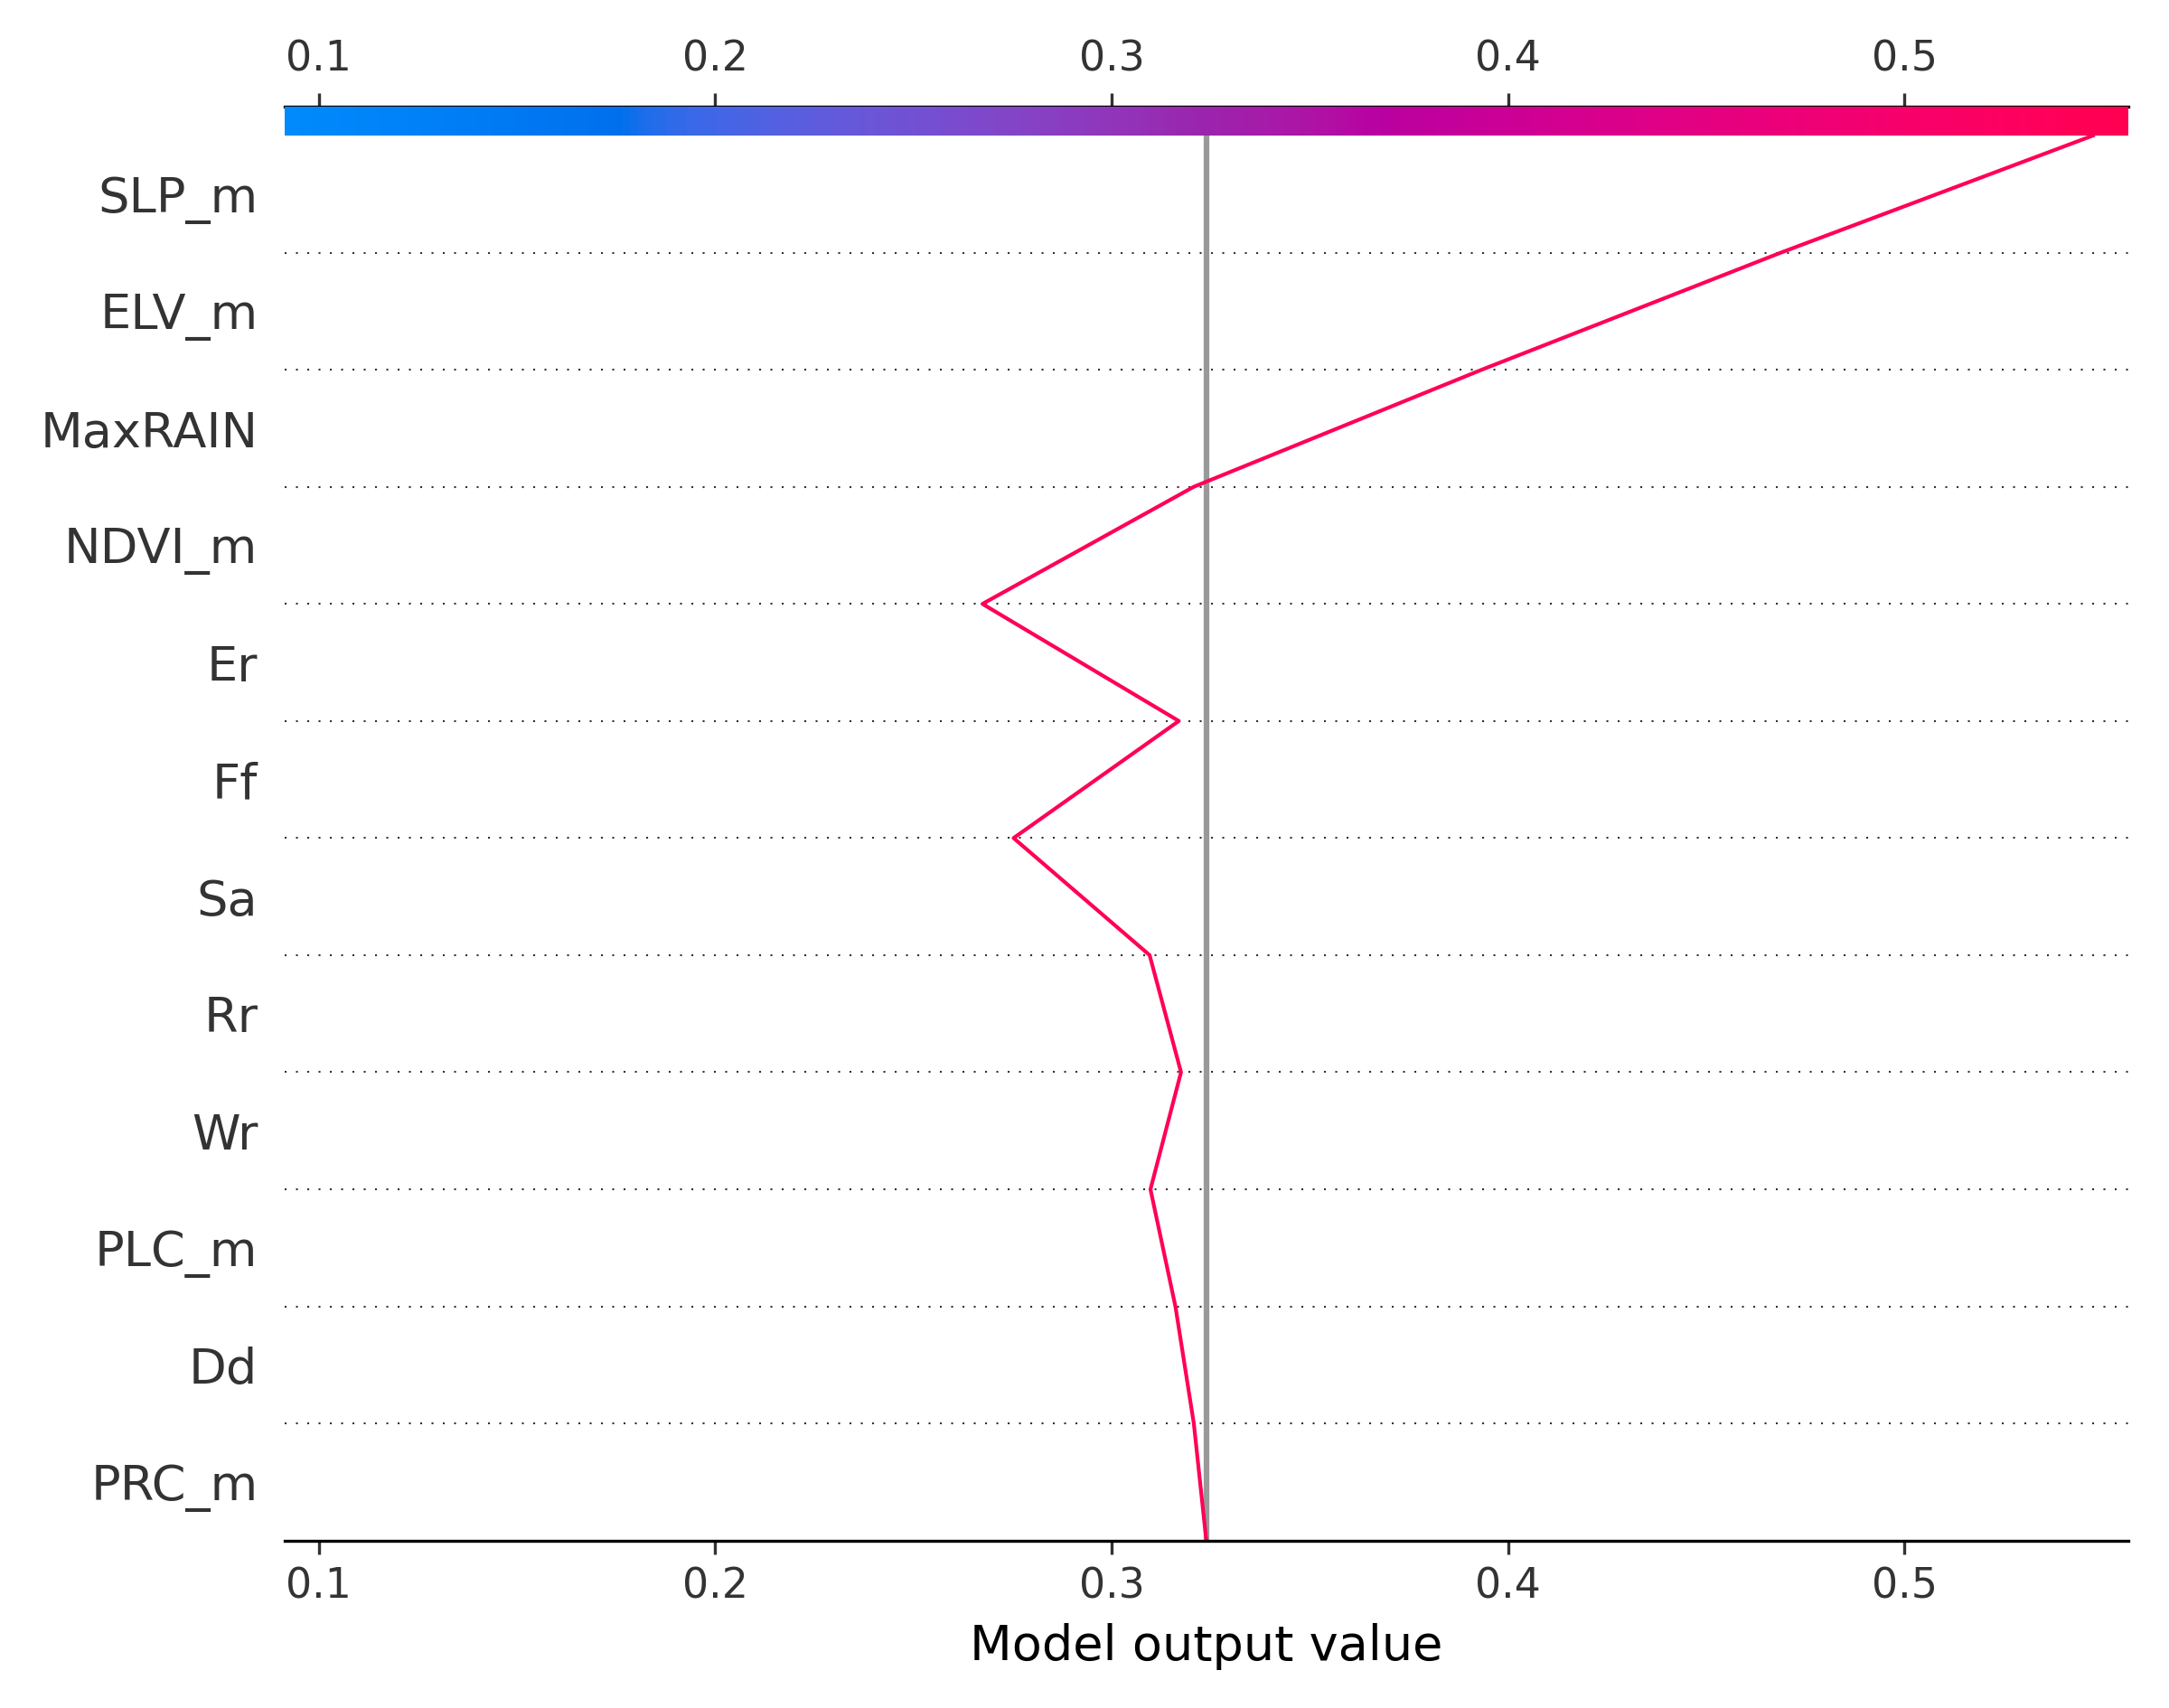 0.1 0.2 0.3 0.4 0.5
SLP_m
ELV_m
MaxRAIN
NDVI_m
Er
Ff
Sa
Rr
Wr
PLC_m
Dd
PRC_m
0.1 0.2 0.3 0.4 0.5
Model output value